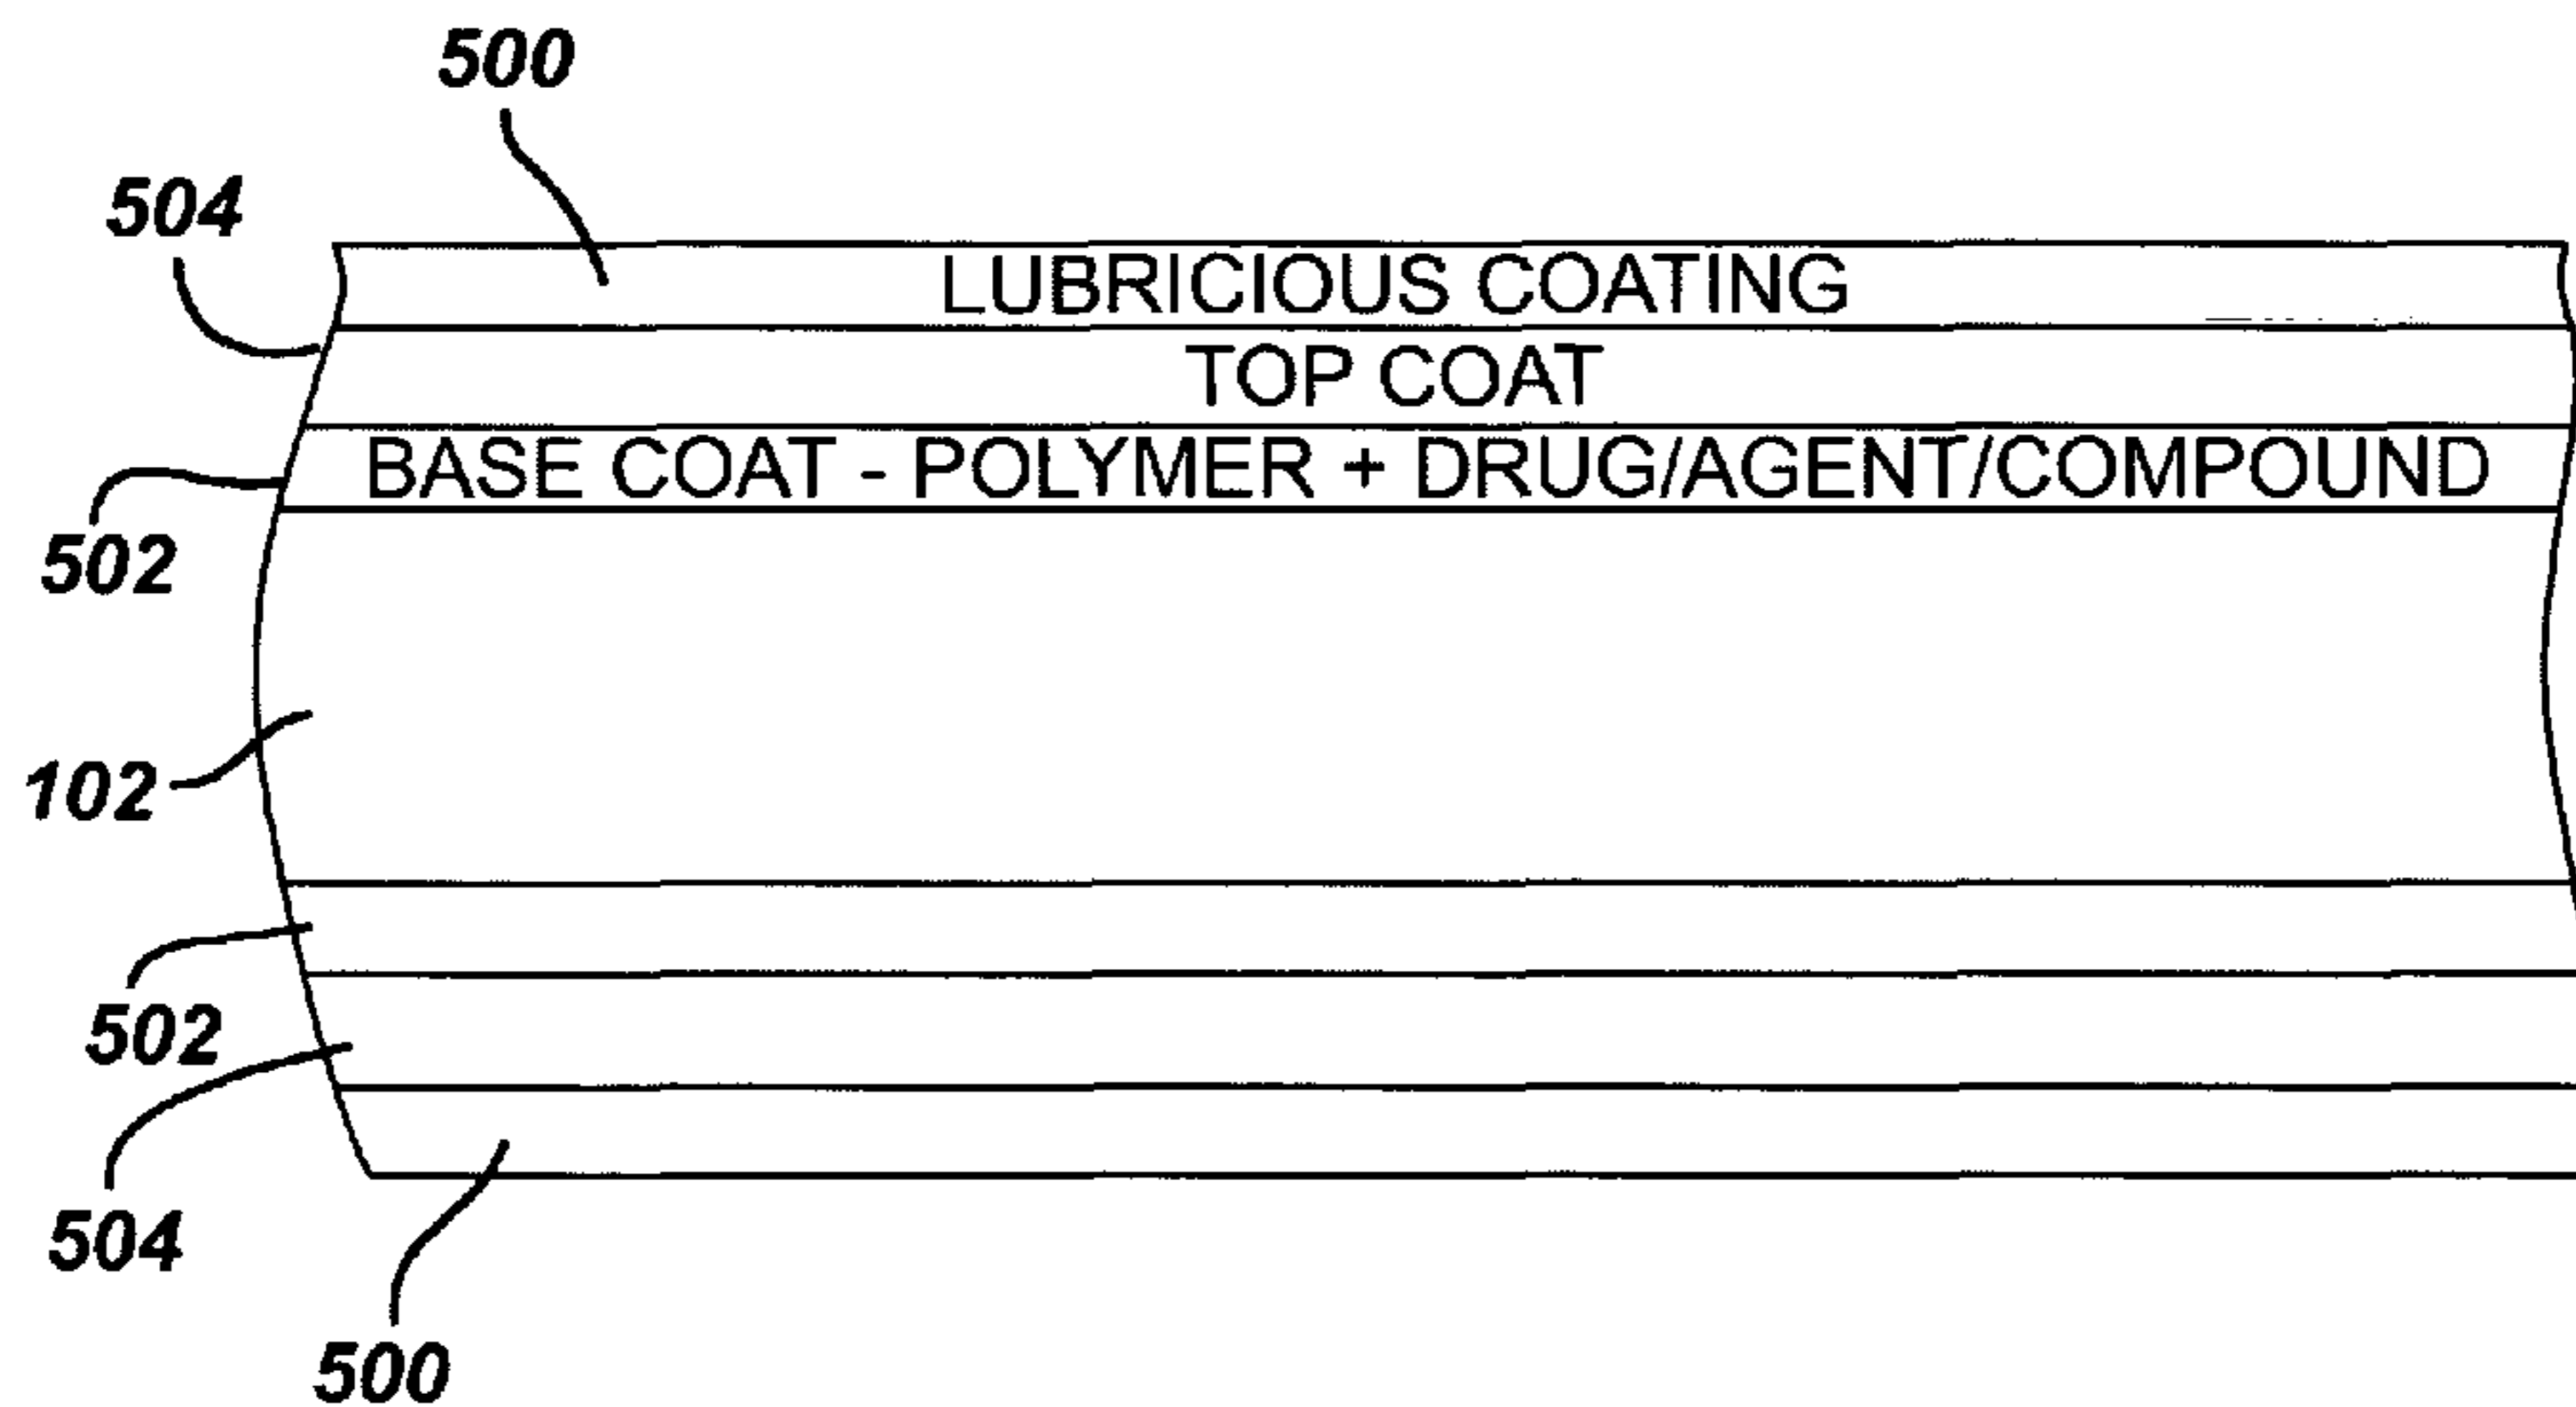 500
504
LUBRICIOUS COATING
TOP COAT
BASE COAT - POLYMER + DRUG/AGENT/COMPOUND
502
102
502
504
500